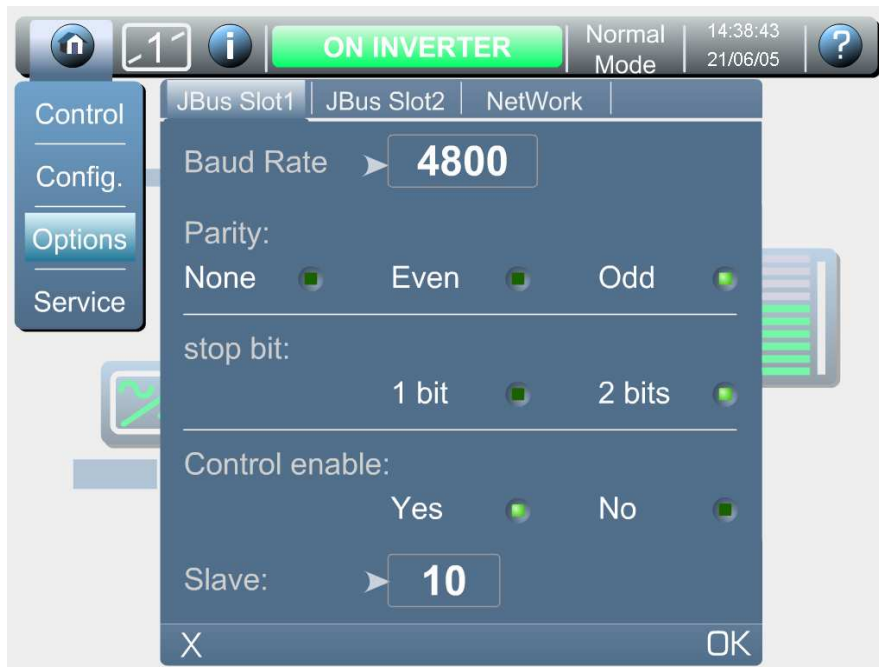 1 i ON INVERTER Normal Mode 14:38:43 21/06/05 ?
Control
Config.
Options
Service
JBus Slot1 JBus Slot2 NetWork
Baud Rate 4800
Parity:
None Even Odd
stop bit:
1 bit 2 bits
Control enable:
Yes No
Slave: 10
X OK